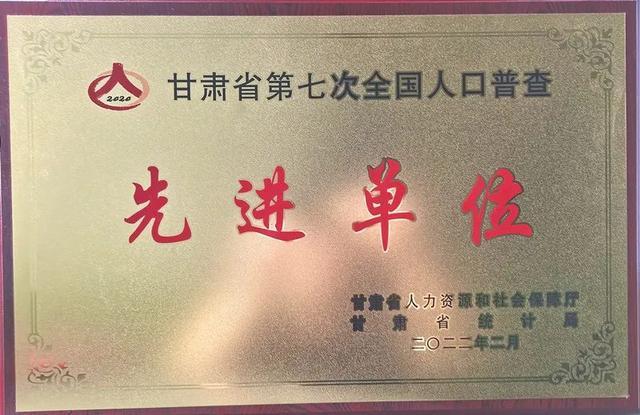 2020
甘肃省第七次全国人口普查
先进单位
甘肃省人力资源和社会保障厅
甘肃省统计局
二〇二二年二月